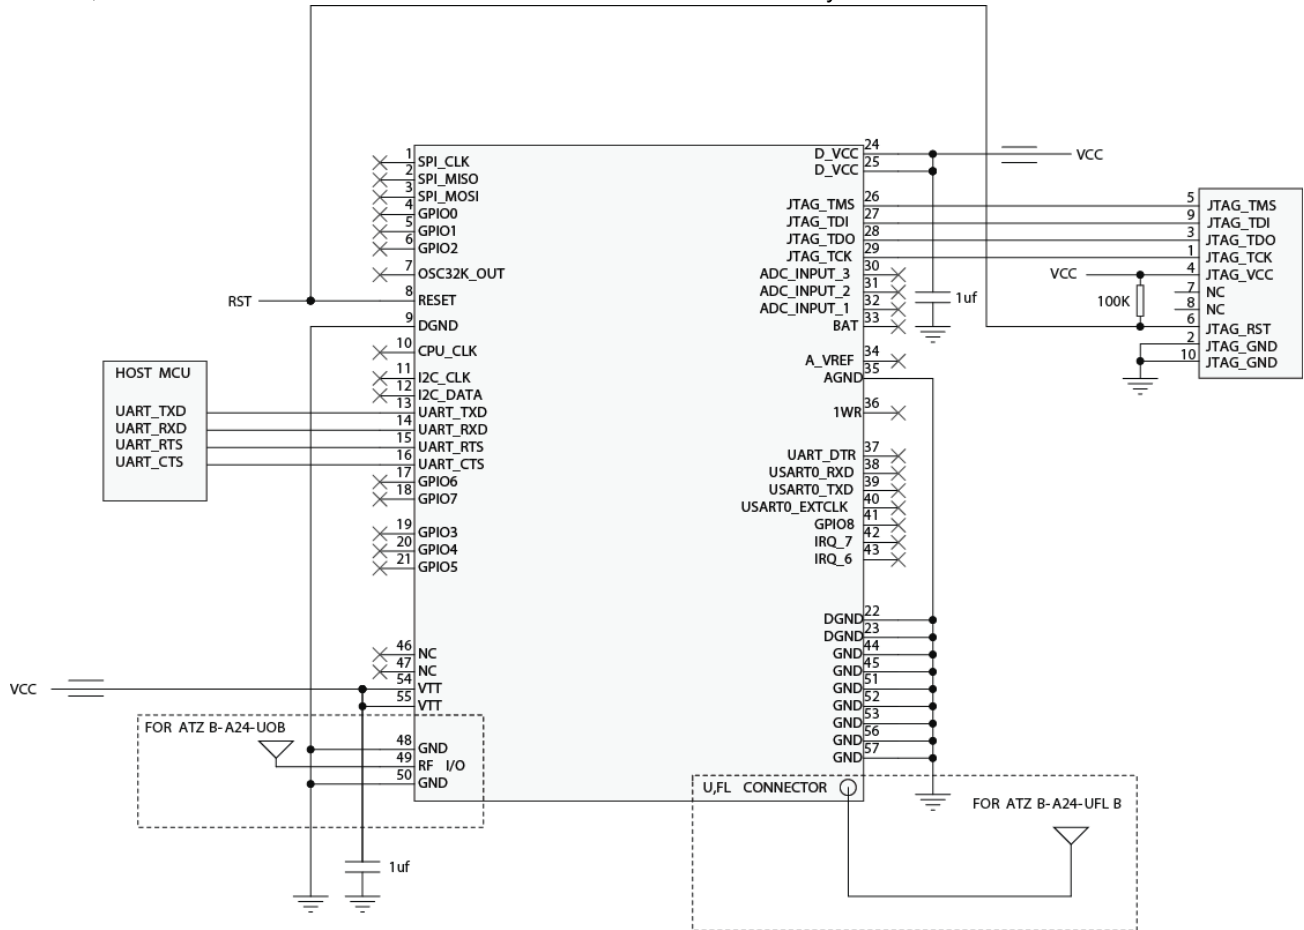 1 SPI_CLK
2 SPI_MISO
3 SPI_MOSI
4 GPIO0
5 GPIO1
6 GPIO2
7 OSC32K_OUT
RST 8 RESET
9 DGND
10 CPU_CLK
11 I2C_CLK
12 I2C_DATA
13 UART_TXD
14 UART_RXD
15 UART_RTS
16 UART_CTS
17 GPIO6
18 GPIO7
19 GPIO3
20 GPIO4
21 GPIO5
46 NC
47 NC
54 VTT
55 VTT
48 GND
49 RF I/O
50 GND
HOST MCU
UART_TXD
UART_RXD
UART_RTS
UART_CTS
VCC
FOR ATZ B-A24-UOB
1uf
D_VCC 24
D_VCC 25
JTAG_TMS 26
JTAG_TDI 27
JTAG_TDO 28
JTAG_TCK 29
ADC_INPUT_3 30
ADC_INPUT_2 31
ADC_INPUT_1 32
BAT 33
A_VREF 34
AGND 35
1WR 36
UART_DTR 37
USART0_RXD 38
USART0_TXD 39
USART0_EXTCLK 40
GPIO8 41
IRQ_7 42
IRQ_6 43
DGND 22
DGND 23
GND 44
GND 45
GND 51
GND 52
GND 53
GND 56
GND 57
U,FL CONNECTOR
FOR ATZ B-A24-UFL B
VCC
1uf
VCC
100K
5 JTAG_TMS
9 JTAG_TDI
3 JTAG_TDO
1 JTAG_TCK
4 JTAG_VCC
7 NC
8 NC
6 JTAG_RST
2 JTAG_GND
10 JTAG_GND